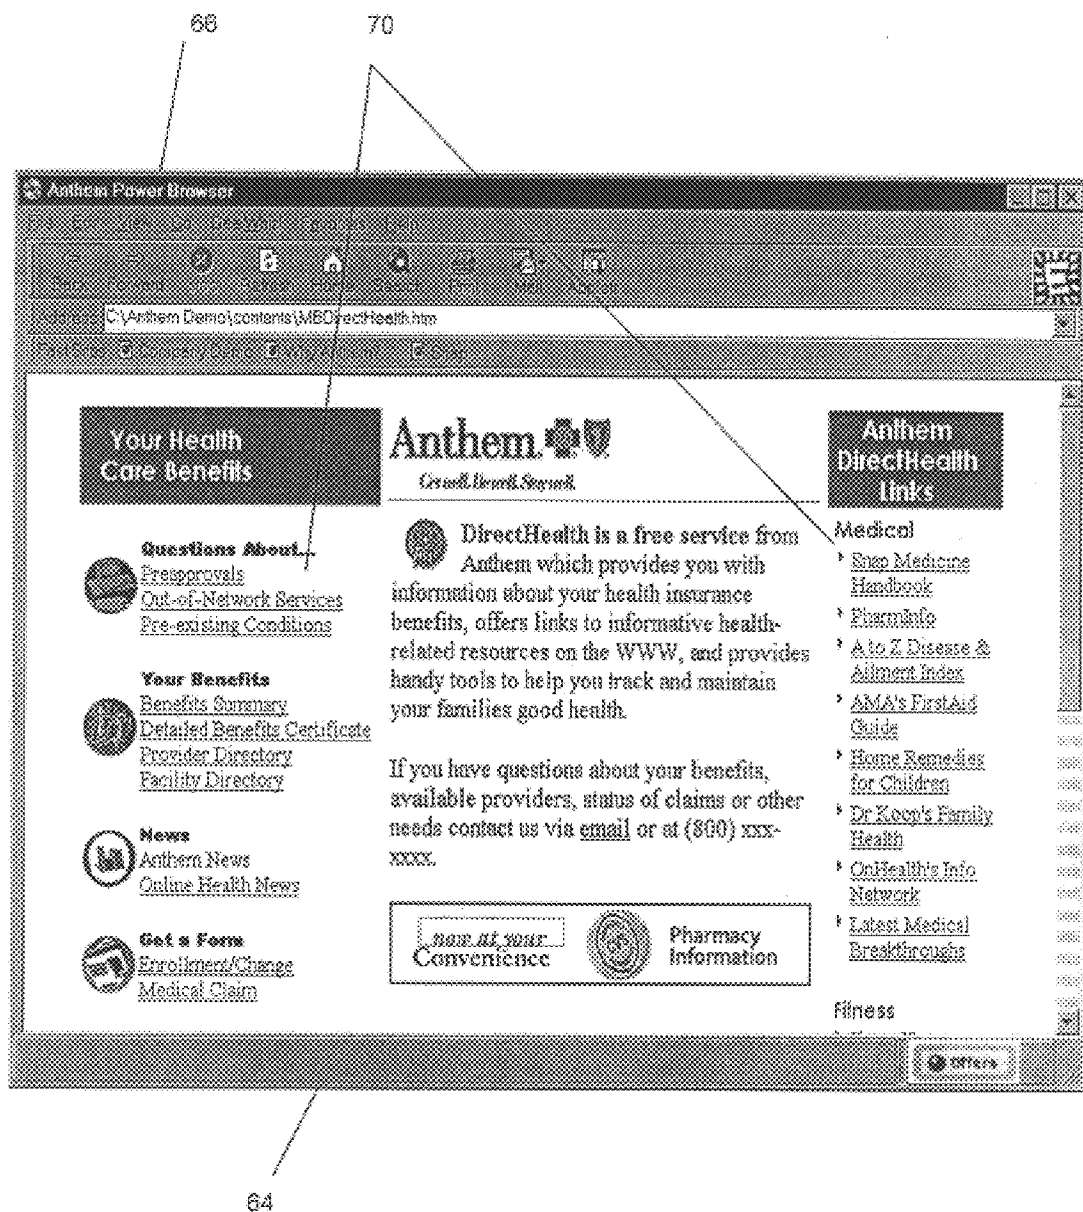 66
70
Anthem Power Browser
C:\Anthem Demo\contents\MBDirectHealth.htm
Your Health
Care Benefits
Questions About...
Preapprovals
Out-of-Network Services
Pre-existing Conditions
Your Benefits
Benefits Summary
Detailed Benefits Certificate
Provider Directory
Facility Directory
News
Anthem News
Online Health News
Get a Form
Enrollment/Change
Medical Claim
Anthem.
Get well. Be well. Stay well.
DirectHealth is a free service from
Anthem which provides you with
information about your health insurance
benefits, offers links to informative health-
related resources on the WWW, and provides
handy tools to help you track and maintain
your families good health.
If you have questions about your benefits,
available providers, status of claims or other
needs contact us via email or at (800) xxx-
xxxx.
now at your
Convenience
Pharmacy
Information
Anthem
DirectHealth
Links
Medical
Snap Medicine
Handbook
PharmInfo
A to Z Disease &
Ailment Index
AMA's FirstAid
Guide
Home Remedies
for Children
Dr Koop's Family
Health
OnHealth's Info
Network
Latest Medical
Breakthroughs
Fitness
Offers
64